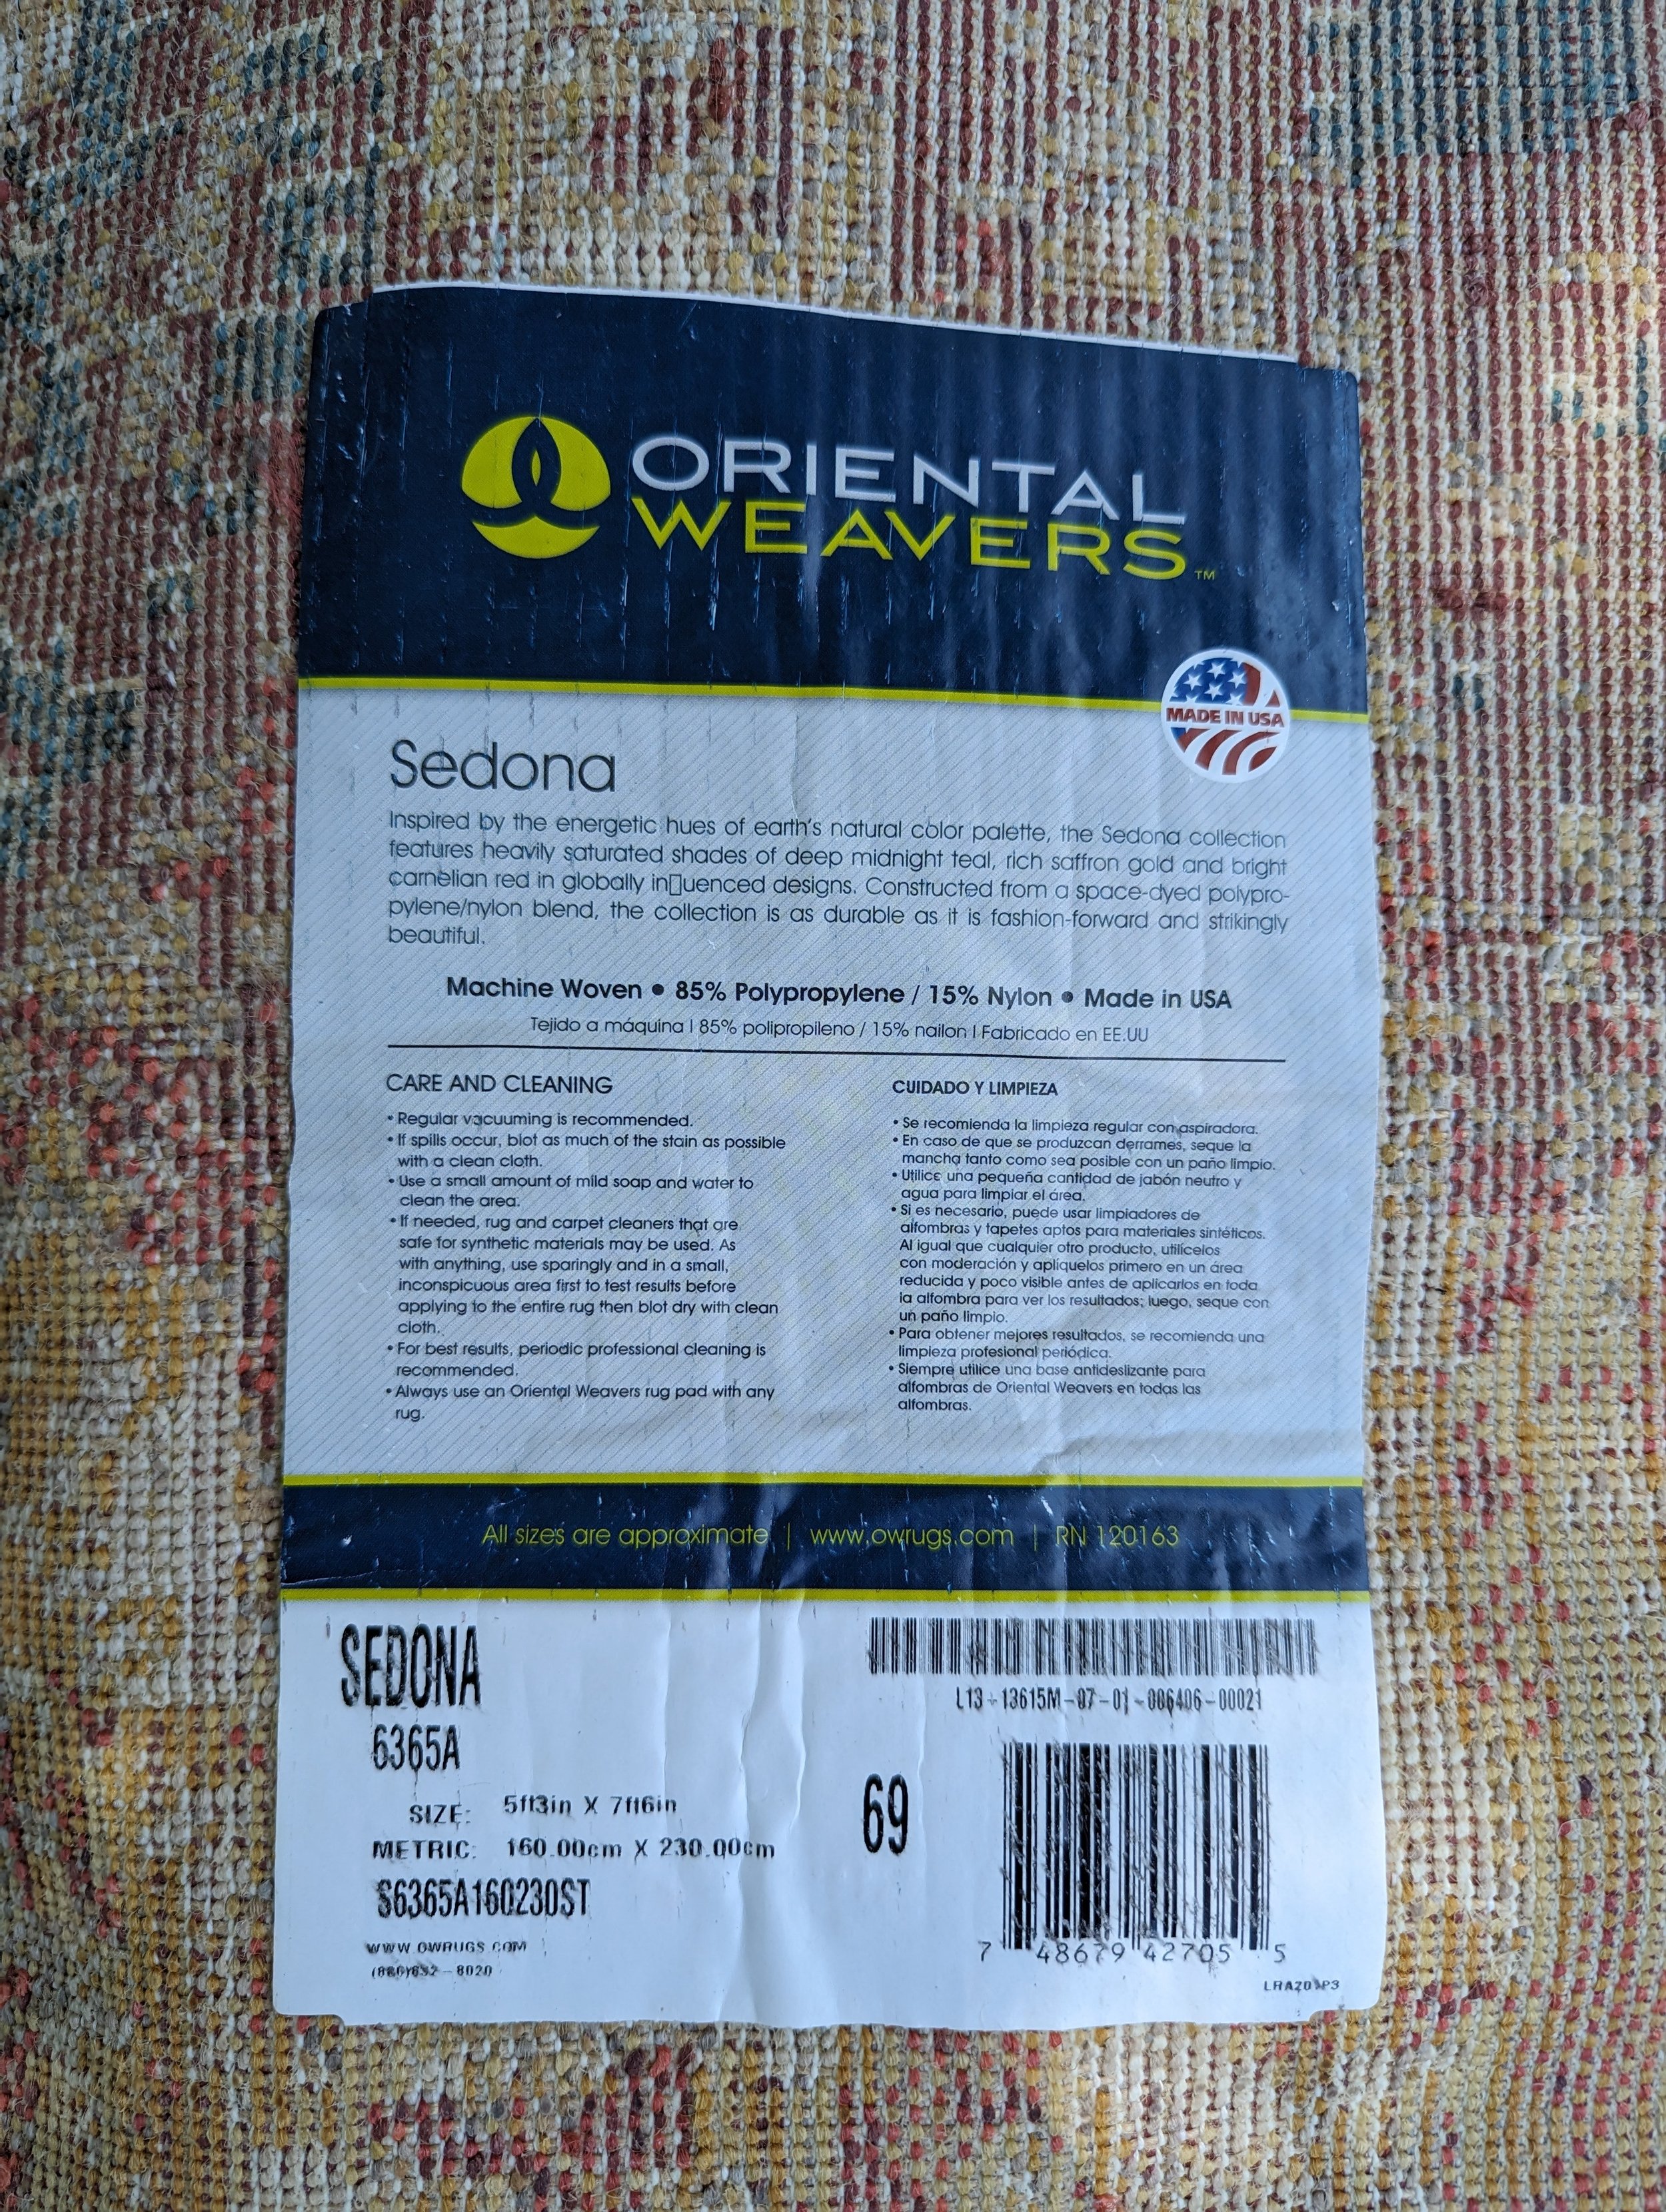 ORIENTAL
WEAVERS™
MADE IN USA
Sedona
Inspired by the energetic hues of earth's natural color palette, the Sedona collection
features heavily saturated shades of deep midnight teal, rich saffron gold and bright
carnelian red in globally in▯uenced designs. Constructed from a space-dyed polypro-
pylene/nylon blend, the collection is as durable as it is fashion-forward and strikingly
beautiful.
Machine Woven • 85% Polypropylene / 15% Nylon • Made in USA
Tejido a máquina | 85% polipropileno / 15% nailon | Fabricado en EE.UU
CARE AND CLEANING
• Regular vacuuming is recommended.
• If spills occur, blot as much of the stain as possible
with a clean cloth.
• Use a small amount of mild soap and water to
clean the area.
• If needed, rug and carpet cleaners that are
safe for synthetic materials may be used. As
with anything, use sparingly and in a small,
inconspicuous area first to test results before
applying to the entire rug then blot dry with clean
cloth.
• For best results, periodic professional cleaning is
recommended.
• Always use an Oriental Weavers rug pad with any
rug.
CUIDADO Y LIMPIEZA
• Se recomienda la limpieza regular con aspiradora.
• En caso de que se produzcan derrames, seque la
mancha tanto como sea posible con un paño limpio.
• Utilice una pequeña cantidad de jabón neutro y
agua para limpiar el área.
• Si es necesario, puede usar limpiadores de
alfombras y tapetes aptos para materiales sintéticos.
Al igual que cualquier otro producto, utilícelos
con moderación y aplíquelos primero en un área
reducida y poco visible antes de aplicarlos en toda
la alfombra para ver los resultados; luego, seque con
un paño limpio.
• Para obtener mejores resultados, se recomienda una
limpieza profesional periódica.
• Siempre utilice una base antideslizante para
alfombras de Oriental Weavers en todas las
alfombras.
All sizes are approximate | www.owrugs.com | RN 120163
SEDONA
6365A
SIZE: 5ft3in X 7ft6in
METRIC: 160.00cm X 230.00cm
S6365A160230ST
WWW.OWRUGS.COM
69
L13-13615M-07-01-006406-00021
7 48679 42705 5